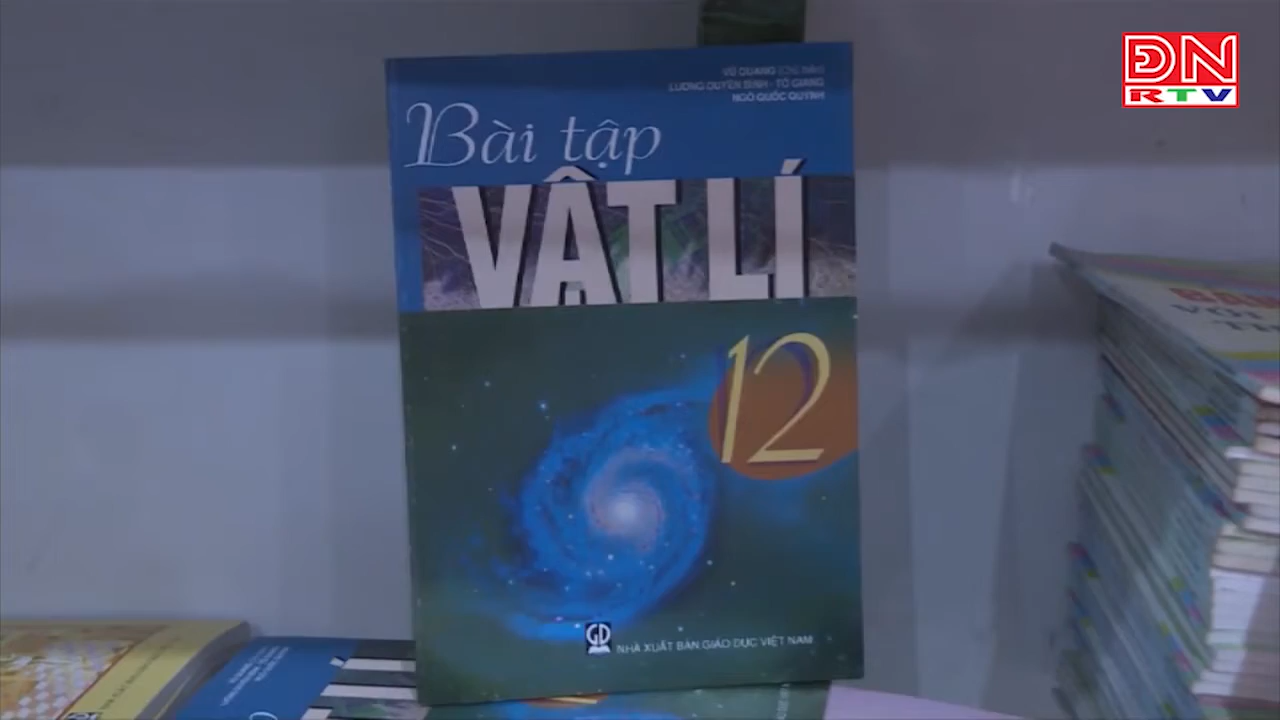 ĐN
RTV
VŨ QUANG (Chủ biên)
LƯƠNG DUYÊN BÌNH - TÔ GIANG
NGÔ QUỐC QUÝNH
Bài tập
VẬT LÍ
12
GD
NHÀ XUẤT BẢN GIÁO DỤC VIỆT NAM